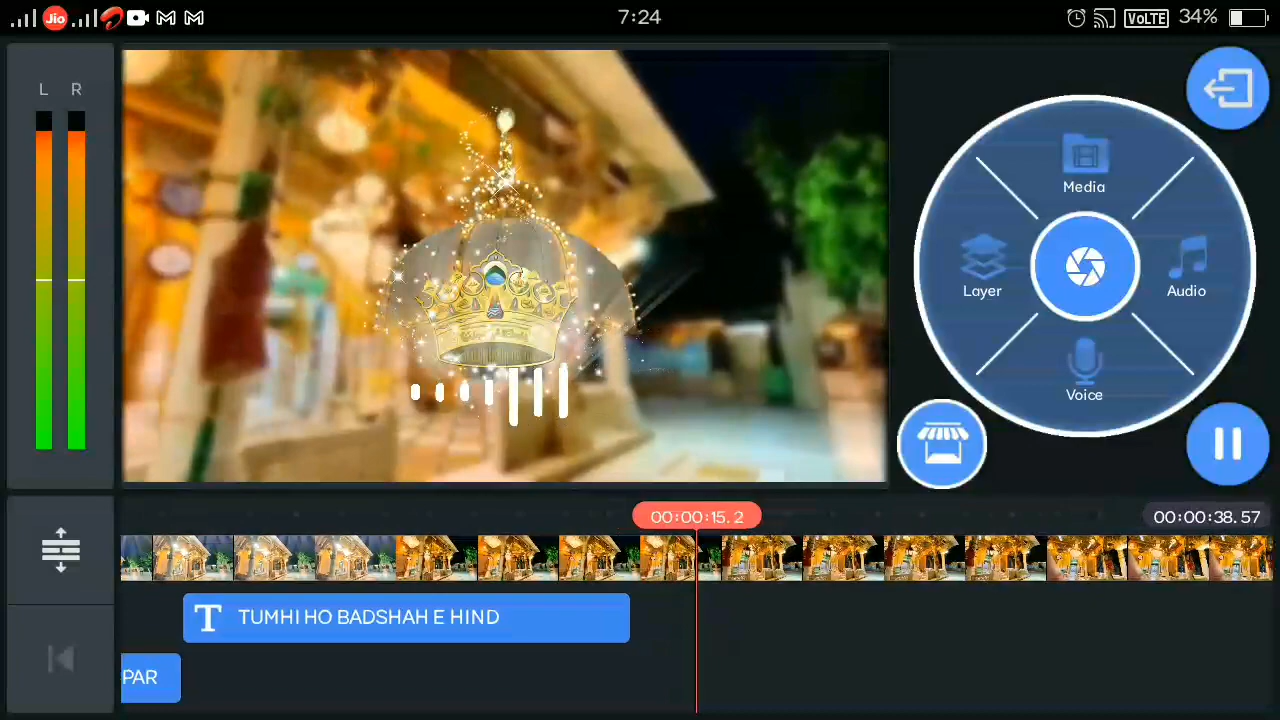 Jio
7:24
VoLTE
34%
L R
Media
Layer
Audio
Voice
00:00:15.2
00:00:38.57
T TUMHI HO BADSHAH E HIND
PAR